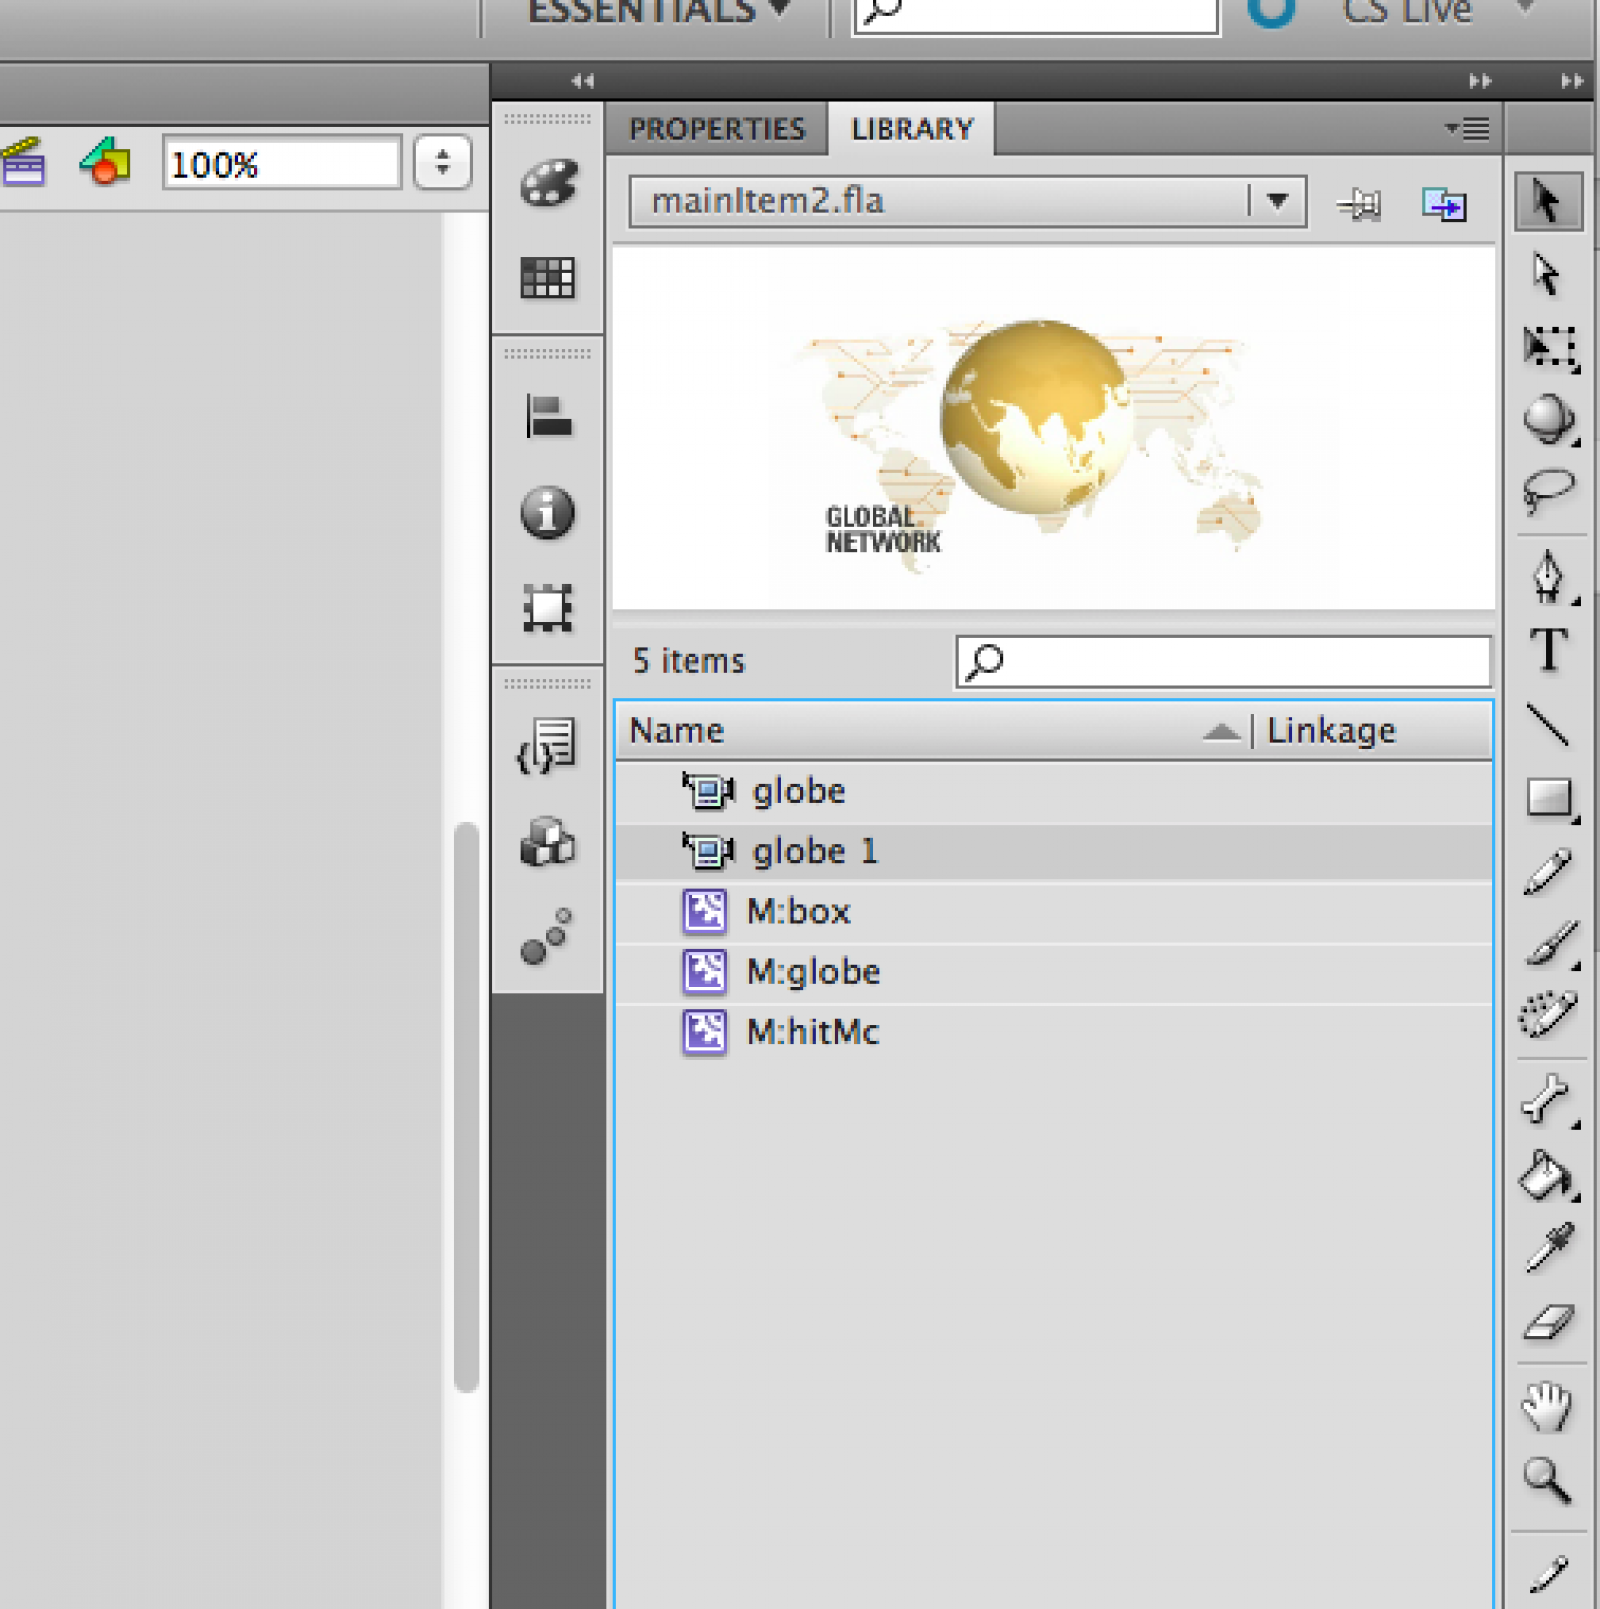 ESSENTIALS
CS Live
PROPERTIES
LIBRARY
100%
mainItem2.fla
GLOBAL
NETWORK
5 items
Name
Linkage
globe
globe 1
M:box
M:globe
M:hitMc